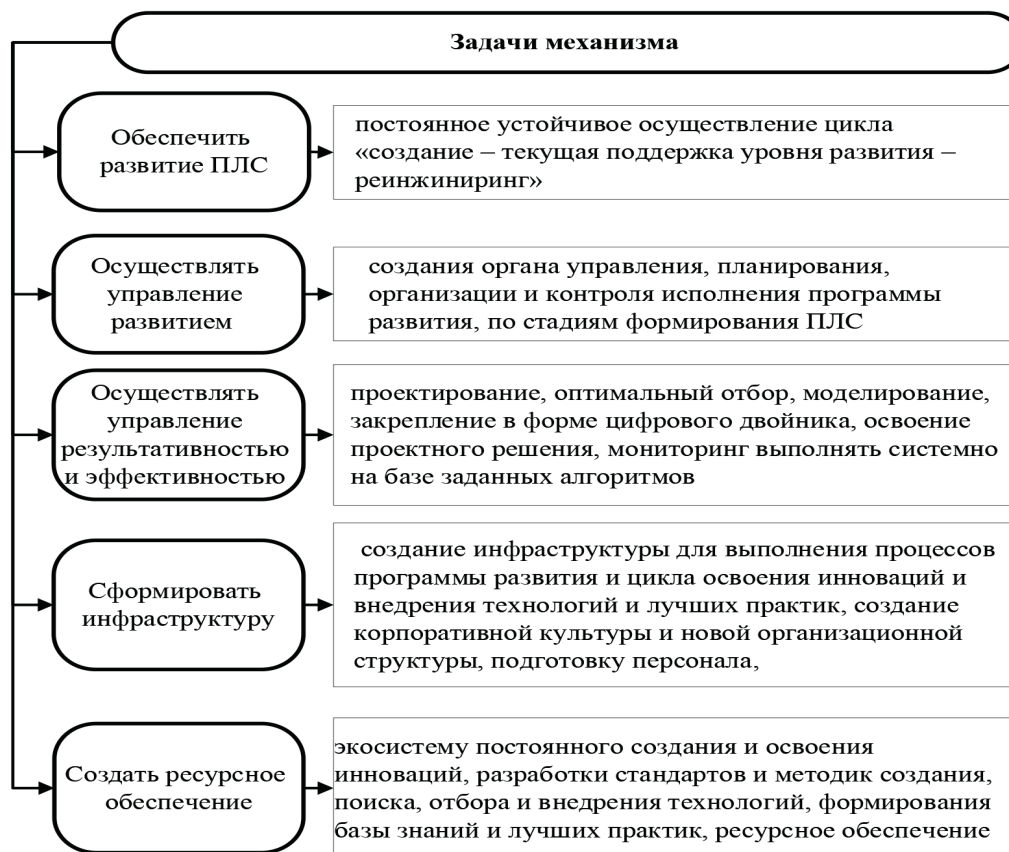 Задачи механизма
Обеспечить
развитие ПЛС
постоянное устойчивое осуществление цикла
«создание – текущая поддержка уровня развития –
реинжиниринг»
Осуществлять
управление
развитием
создания органа управления, планирования,
организации и контроля исполнения программы
развития, по стадиям формирования ПЛС
Осуществлять
управление
результативностью
и эффективностью
проектирование, оптимальный отбор, моделирование,
закрепление в форме цифрового двойника, освоение
проектного решения, мониторинг выполнять системно
на базе заданных алгоритмов
Сформировать
инфраструктуру
создание инфраструктуры для выполнения процессов
программы развития и цикла освоения инноваций и
внедрения технологий и лучших практик, создание
корпоративной культуры и новой организационной
структуры, подготовку персонала,
Создать ресурсное
обеспечение
экосистему постоянного создания и освоения
инноваций, разработки стандартов и методик создания,
поиска, отбора и внедрения технологий, формирования
базы знаний и лучших практик, ресурсное обеспечение